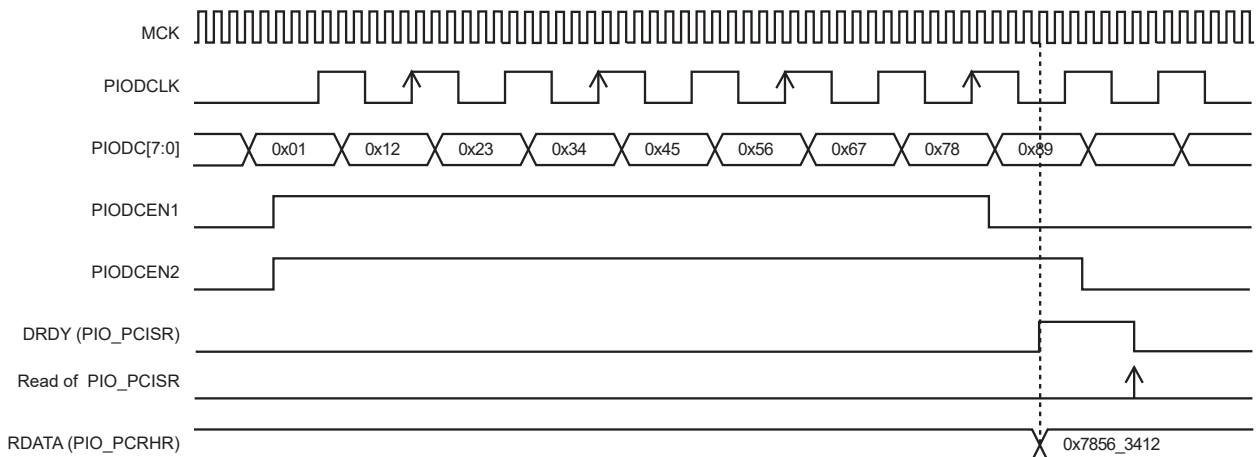 MCK
PIODCLK
PIODC[7:0] 0x01 0x12 0x23 0x34 0x45 0x56 0x67 0x78 0x89
PIODCEN1
PIODCEN2
DRDY (PIO_PCISR)
Read of PIO_PCISR
RDATA (PIO_PCRHR) 0x7856_3412